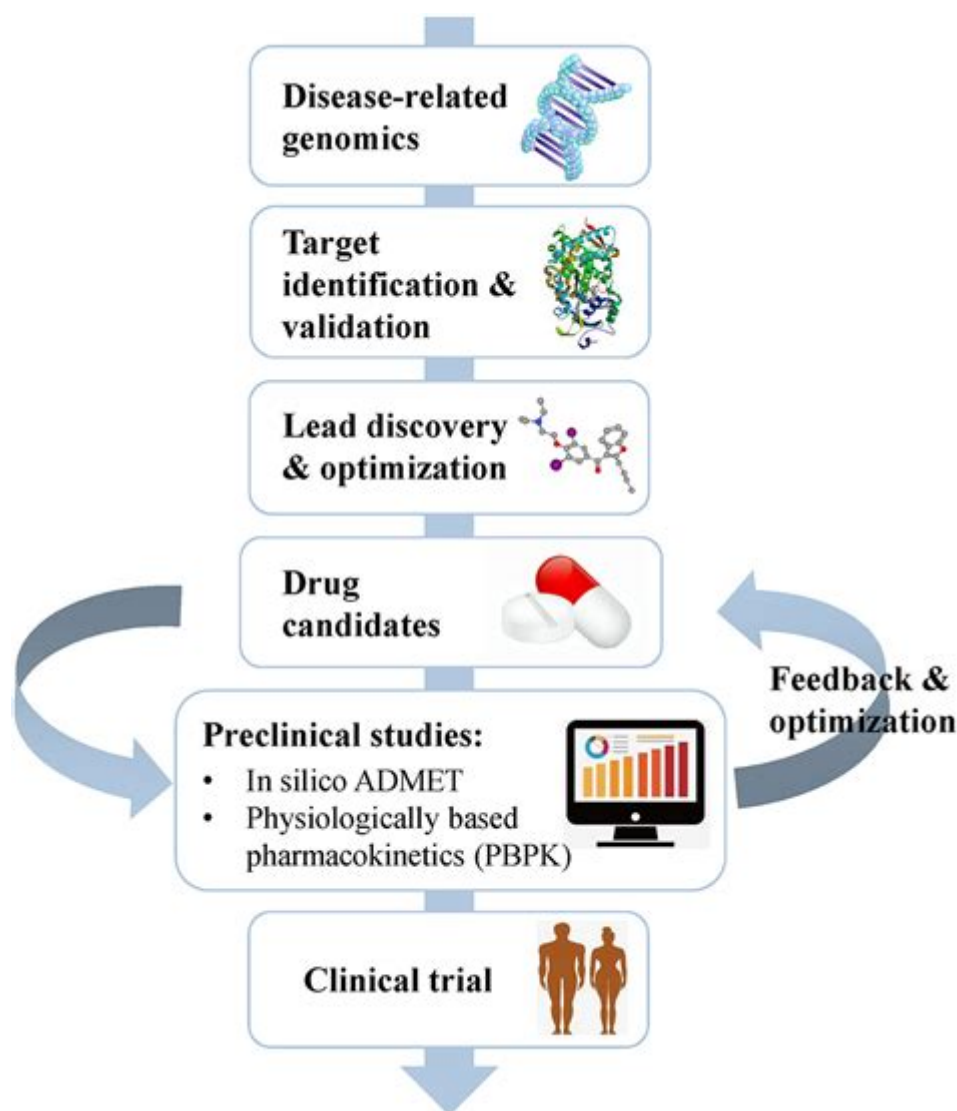 Disease-related
genomics
Target
identification &
validation
Lead discovery
& optimization
Drug
candidates
Feedback &
optimization
Preclinical studies:
• In silico ADMET
• Physiologically based
pharmacokinetics (PBPK)
Clinical trial